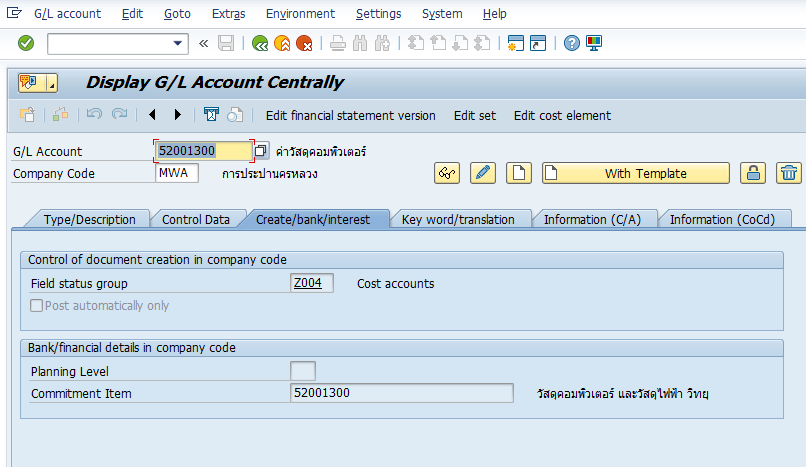 G/L account Edit Goto Extras Environment Settings System Help
Display G/L Account Centrally
Edit financial statement version Edit set Edit cost element
G/L Account 52001300 ค่าวัสดุคอมพิวเตอร์
Company Code MWA การประปานครหลวง With Template
Type/Description Control Data Create/bank/interest Key word/translation Information (C/A) Information (CoCd)
Control of document creation in company code
Field status group Z004 Cost accounts
Post automatically only
Bank/financial details in company code
Planning Level
Commitment Item 52001300 วัสดุคอมพิวเตอร์ และวัสดุไฟฟ้า วิทยุ